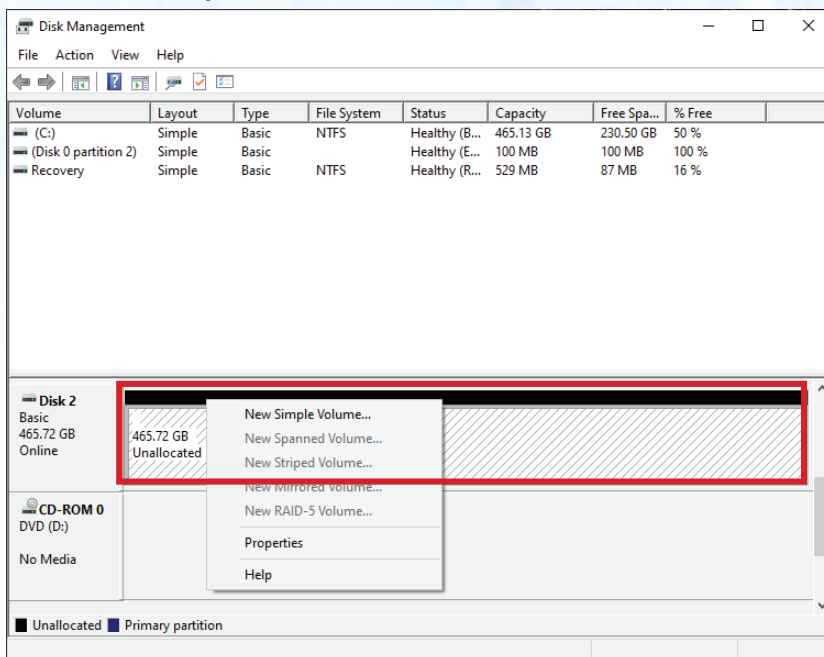 Disk Management
File Action View Help
Volume Layout Type File System Status Capacity Free Spa... % Free
(C:) Simple Basic NTFS Healthy (B... 465.13 GB 230.50 GB 50 %
(Disk 0 partition 2) Simple Basic Healthy (E... 100 MB 100 MB 100 %
Recovery Simple Basic NTFS Healthy (R... 529 MB 87 MB 16 %
Disk 2
Basic
465.72 GB
Online
465.72 GB
Unallocated
New Simple Volume...
New Spanned Volume...
New Striped Volume...
New Mirrored Volume...
New RAID-5 Volume...
Properties
Help
CD-ROM 0
DVD (D:)
No Media
Unallocated Primary partition